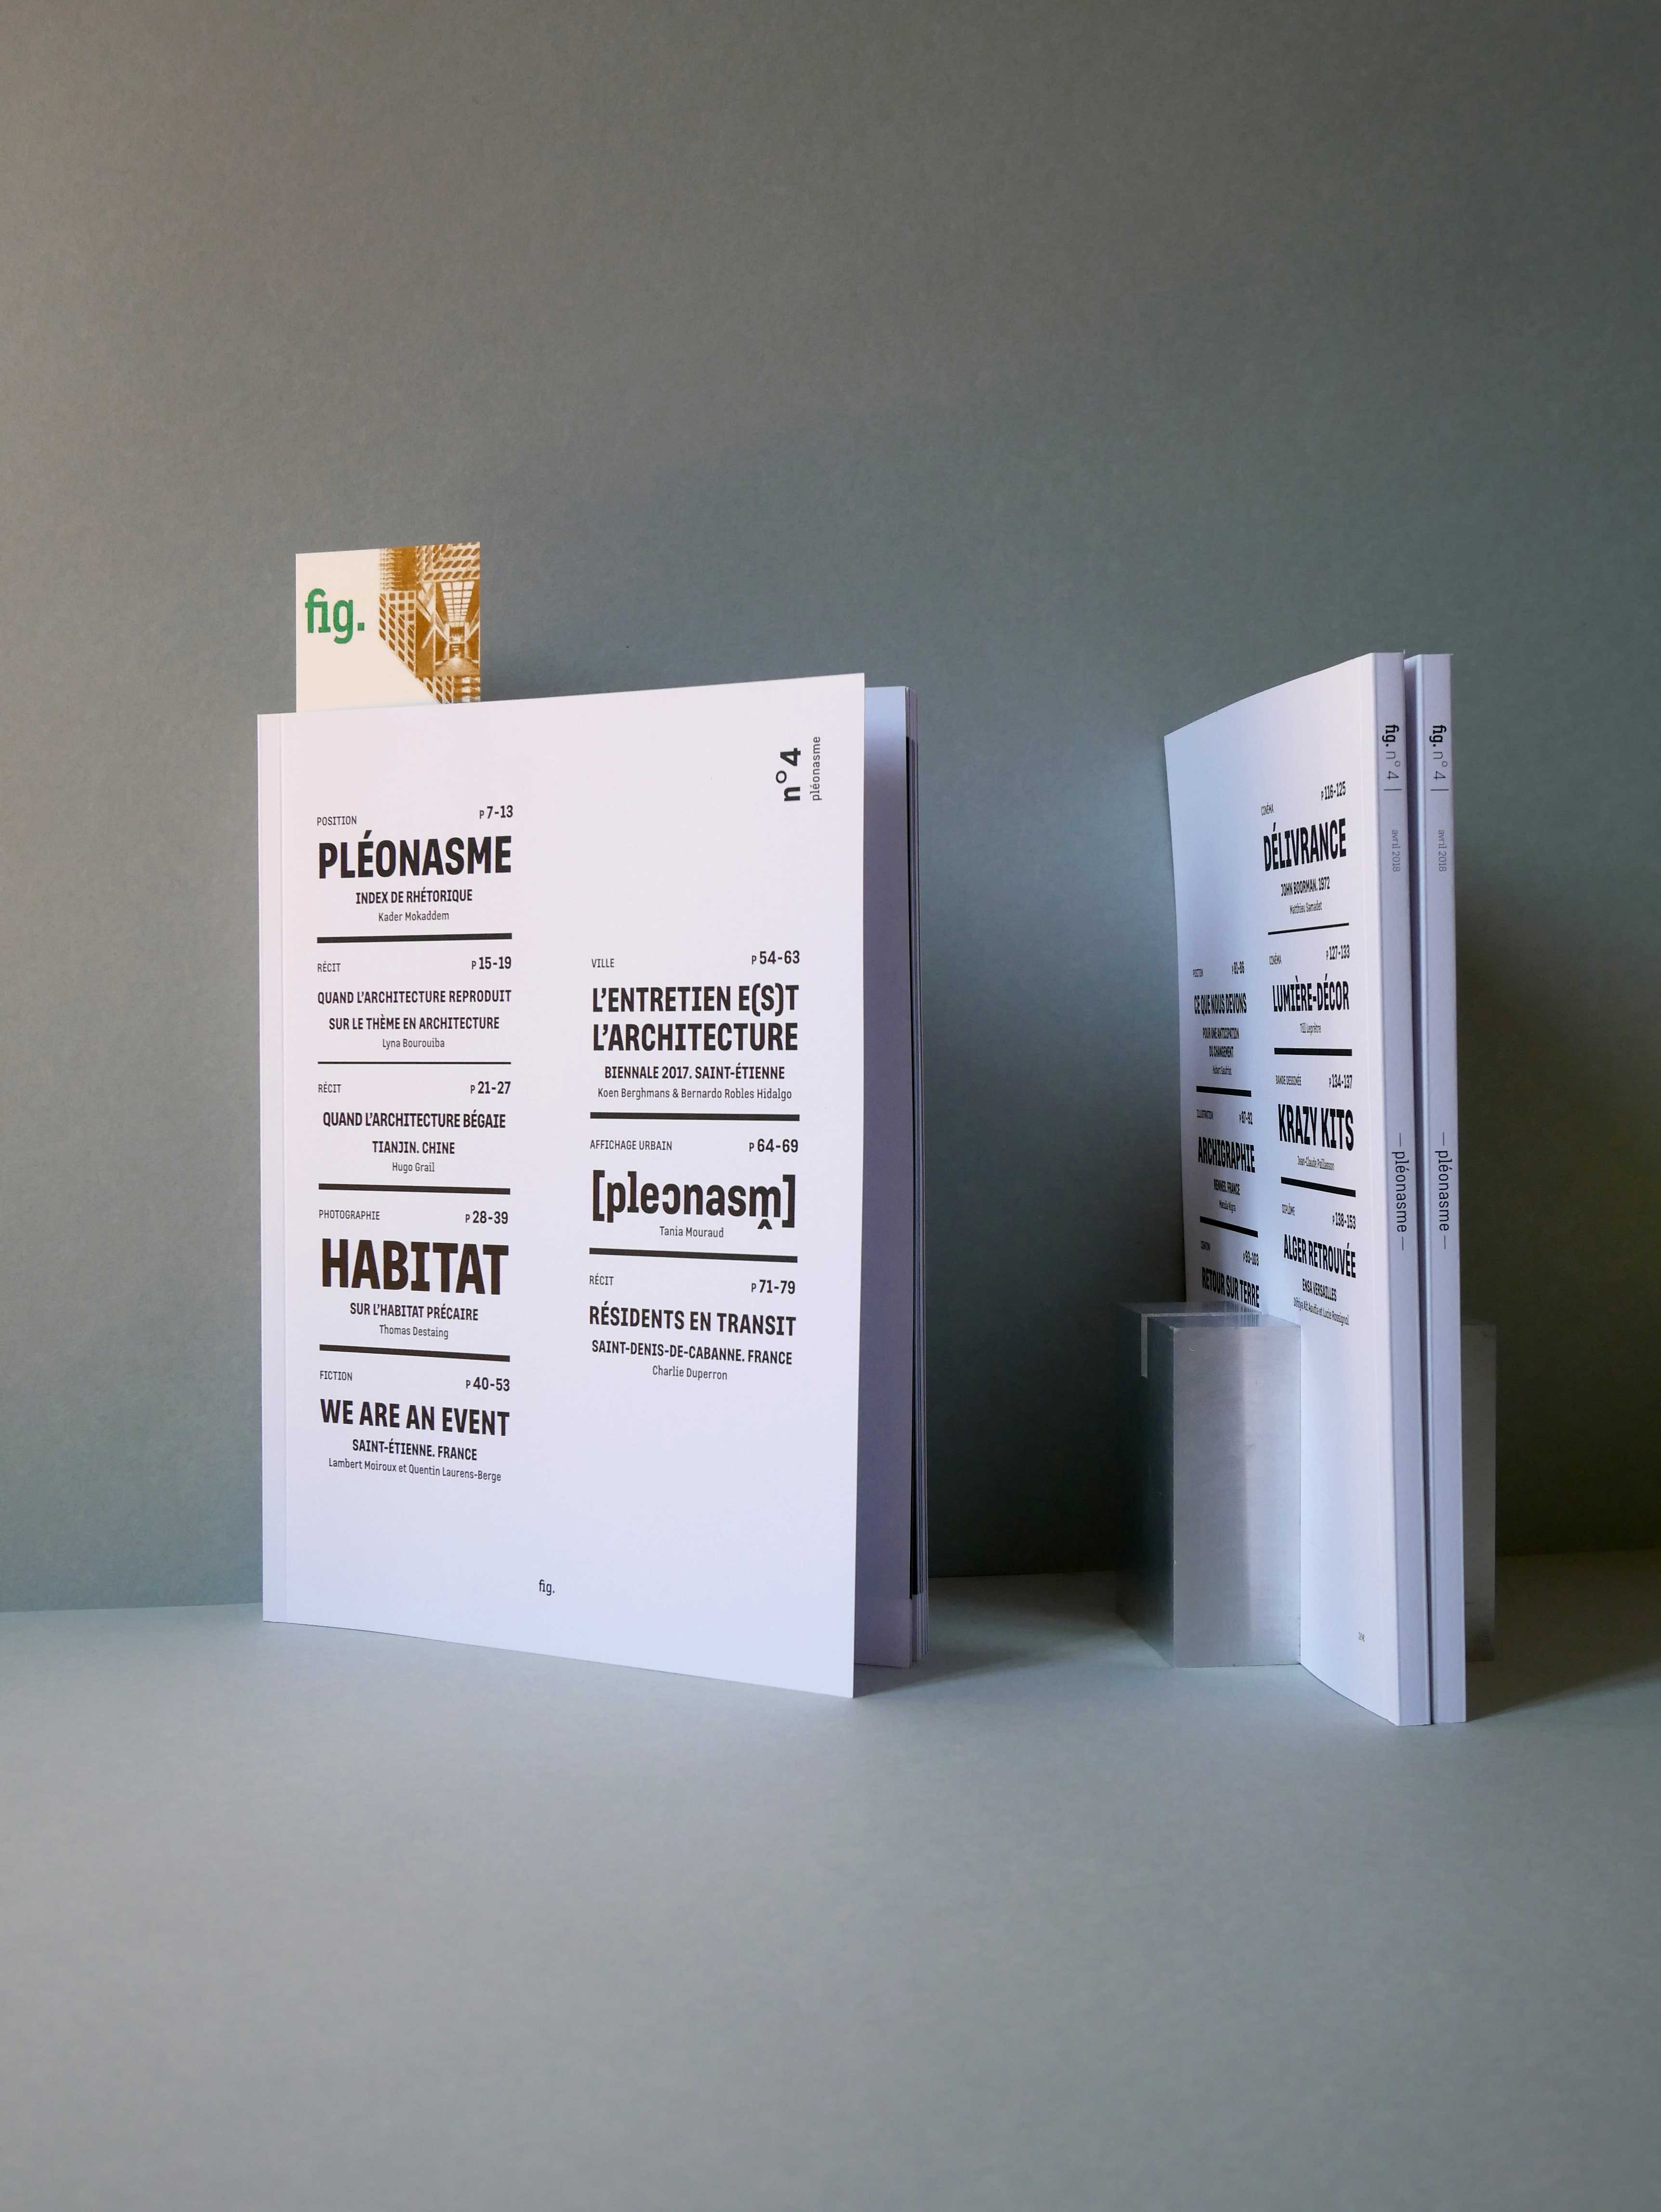 fig.
n°4
pléonasme
POSITION
P 7-13
PLÉONASME
INDEX DE RHÉTORIQUE
Kader Mokaddem
RÉCIT
P 15-19
QUAND L'ARCHITECTURE REPRODUIT
SUR LE THÈME EN ARCHITECTURE
Lyna Bourouiba
RÉCIT
P 21-27
QUAND L'ARCHITECTURE BÉGAIE
TIANJIN. CHINE
Hugo Grail
PHOTOGRAPHIE
P 28-39
HABITAT
SUR L'HABITAT PRÉCAIRE
Thomas Destaing
FICTION
P 40-53
WE ARE AN EVENT
SAINT-ÉTIENNE. FRANCE
Lambert Moiroux et Quentin Laurens-Berge
VILLE
P 54-63
L'ENTRETIEN E(S)T
L'ARCHITECTURE
BIENNALE 2017. SAINT-ÉTIENNE
Koen Berghmans & Bernardo Robles Hidalgo
AFFICHAGE URBAIN
P 64-69
[pleɔnasm̭]
Tania Mouraud
RÉCIT
P 71-79
RÉSIDENTS EN TRANSIT
SAINT-DENIS-DE-CABANNE. FRANCE
Charlie Duperron
fig.
POSITION
P 81-86
CE QUE NOUS DEVONS
POUR UNE ANTICIPATION
DU CHANGEMENT
ILLUSTRATION
P 87-92
ARCHIGRAPHIE
RENNES. FRANCE
P 93-103
RETOUR SUR TERRE
CINÉMA
P 116-125
DÉLIVRANCE
JOHN BOORMAN. 1972
Matthieu Samadet
CINÉMA
P 127-133
LUMIÈRE-DÉCOR
BANDE DESSINÉE
P 134-137
KRAZY KITS
Jean-Claude Paillasson
DIPLÔME
P 138-153
ALGER RETROUVÉE
ENSA VERSAILLES
fig. n° 4 |
avril 2018
— pléonasme —
fig. n° 4 |
avril 2018
— pléonasme —